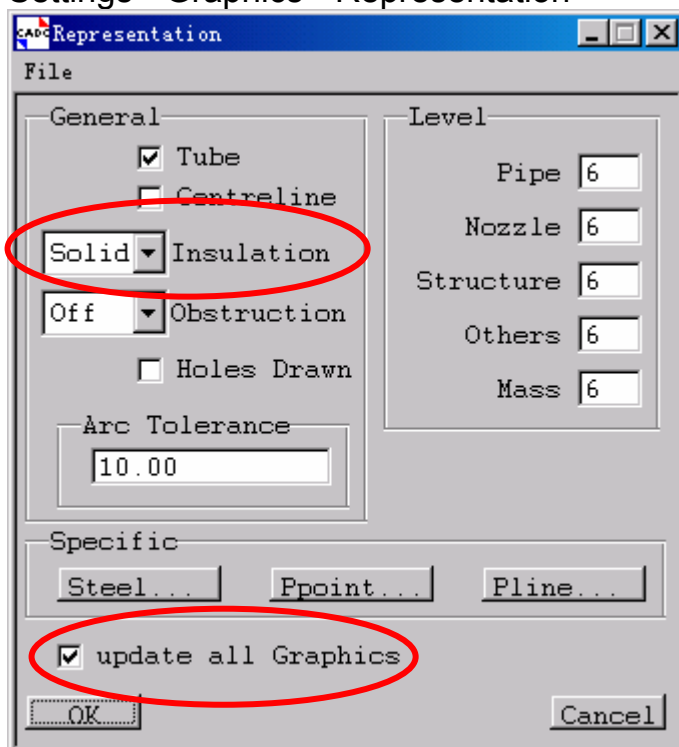 Settings Graphics Representation
CADC Representation
File
General
Tube
Centreline
Solid Insulation
Off Obstruction
Holes Drawn
Arc Tolerance
10.00
Level
Pipe 6
Nozzle 6
Structure 6
Others 6
Mass 6
Specific
Steel... Ppoint... Pline...
update all Graphics
OK Cancel